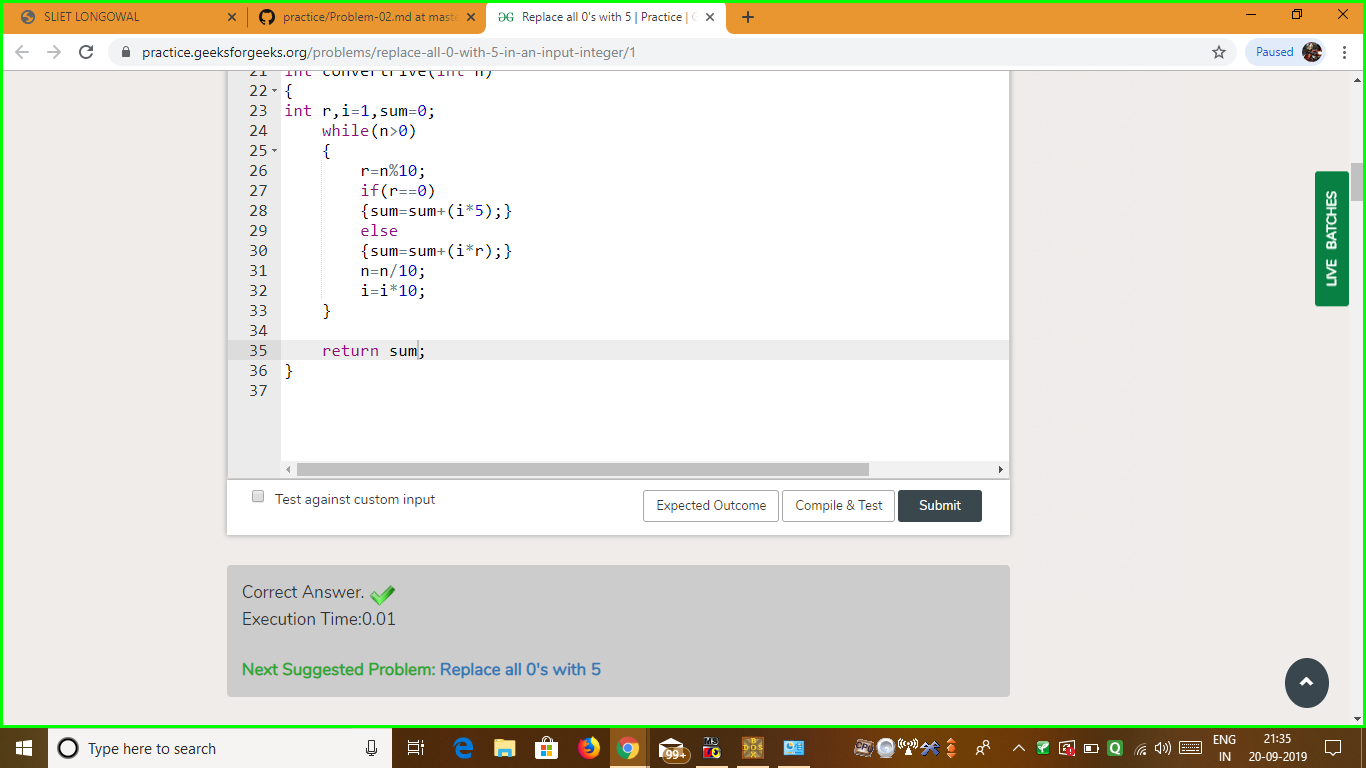 SLIET LONGOWAL
practice/Problem-02.md at mast
Replace all 0's with 5 | Practice |
practice.geeksforgeeks.org/problems/replace-all-0-with-5-in-an-input-integer/1
Paused
21 int convertFive(int n)
22 {
23 int r,i=1,sum=0;
24 while(n>0)
25 {
26 r=n%10;
27 if(r==0)
28 {sum=sum+(i*5);}
29 else
30 {sum=sum+(i*r);}
31 n=n/10;
32 i=i*10;
33 }
34
35 return sum;
36 }
37
LIVE BATCHES
Test against custom input
Expected Outcome
Compile & Test
Submit
Correct Answer.
Execution Time:0.01
Next Suggested Problem: Replace all 0's with 5
Type here to search
99+
ENG
IN
21:35
20-09-2019